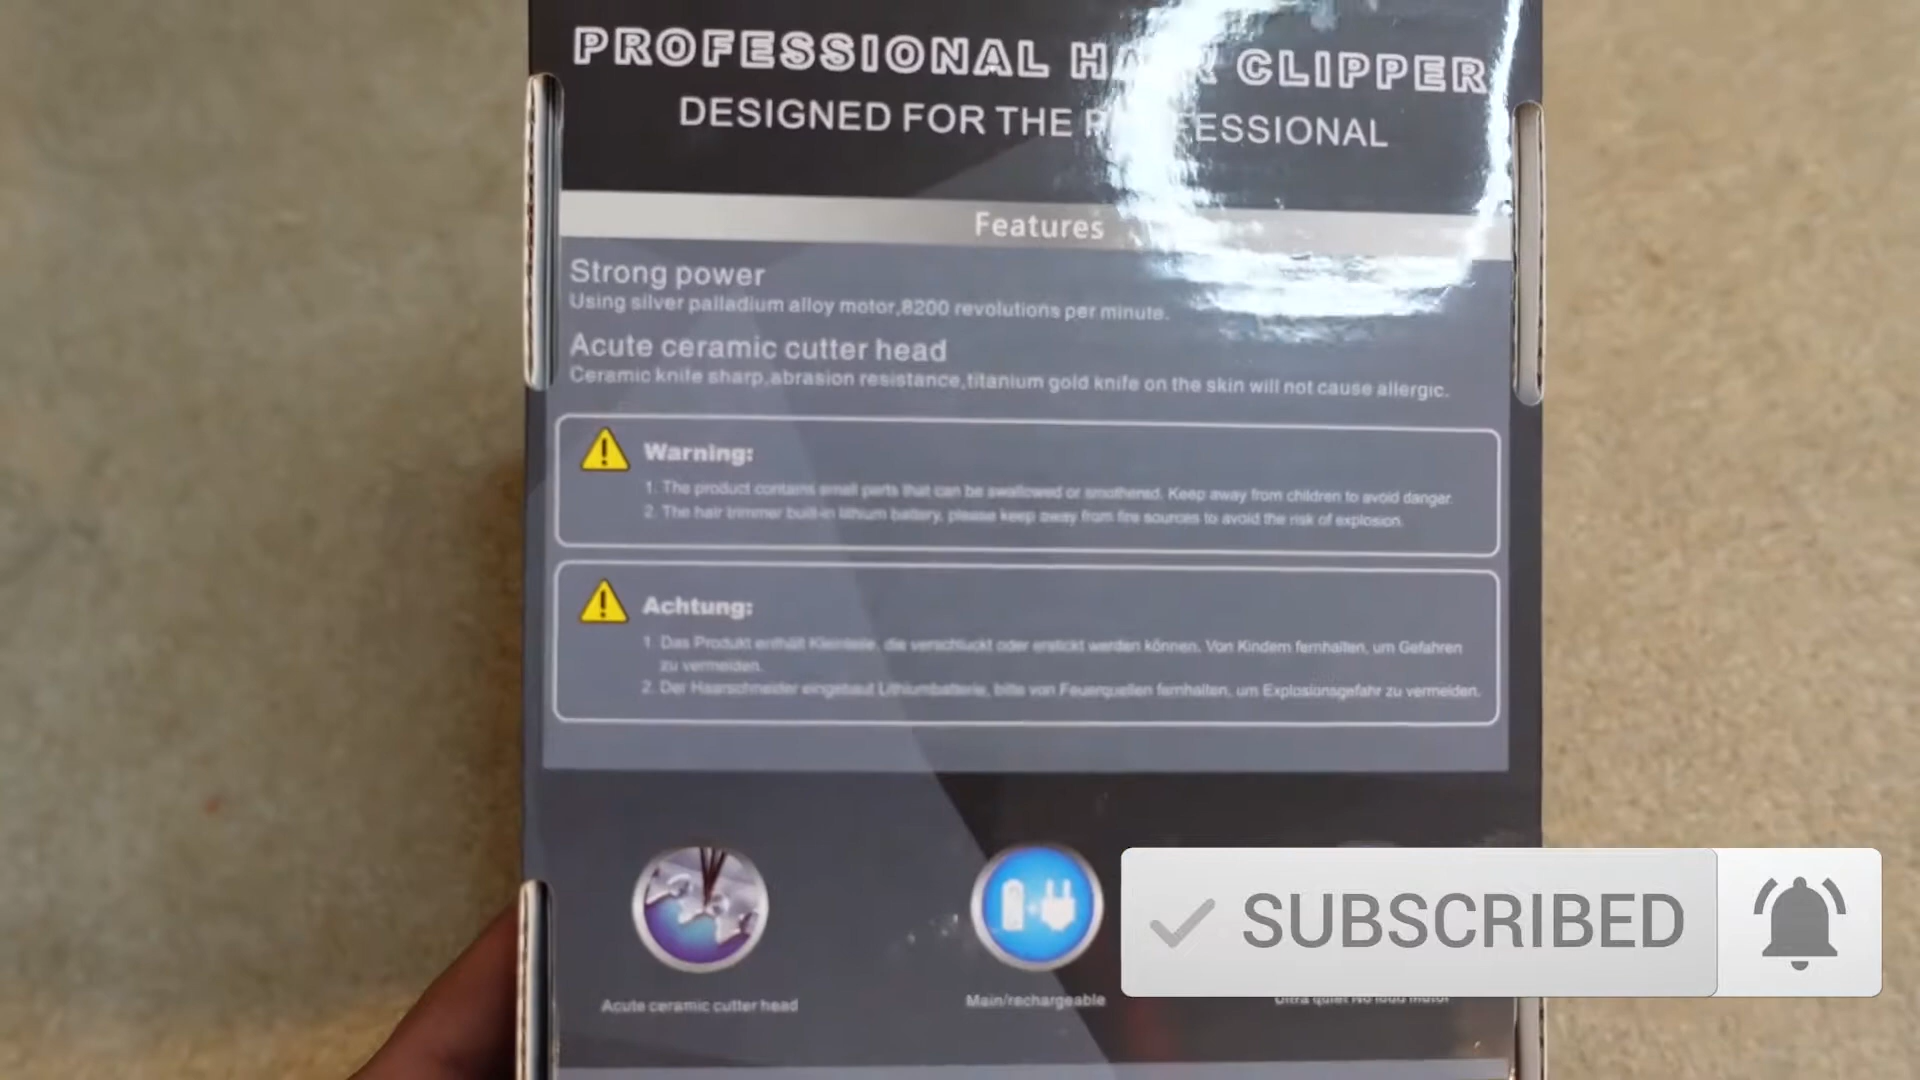 PROFESSIONAL CLIPPER
DESIGNED FOR THE
Features
Strong power
Using silver palladium alloy motor,8200 revolutions per minute.
Acute ceramic cutter head
Ceramic knife sharp,abrasion resistance,titanium gold knife on the skin will not cause allergic.
Warning:
1. The product contains small parts that can be swallowed or smothered. Keep away from children to avoid danger.
2. The hair trimmer built-in lithium battery, please keep away from fire sources to avoid the risk of explosion.
Achtung:
1. Das Produkt enthält Kleinteile, die verschluckt oder erstickt werden können. Von Kindern fernhalten, um Gefahren
zu vermeiden.
2. Der Haarschneider eingebaut Lithiumbatterie, bitte von Feuerquellen fernhalten, um Explosionsgefahr zu vermeiden.
SUBSCRIBED
Acute ceramic cutter head
Main/rechargeable